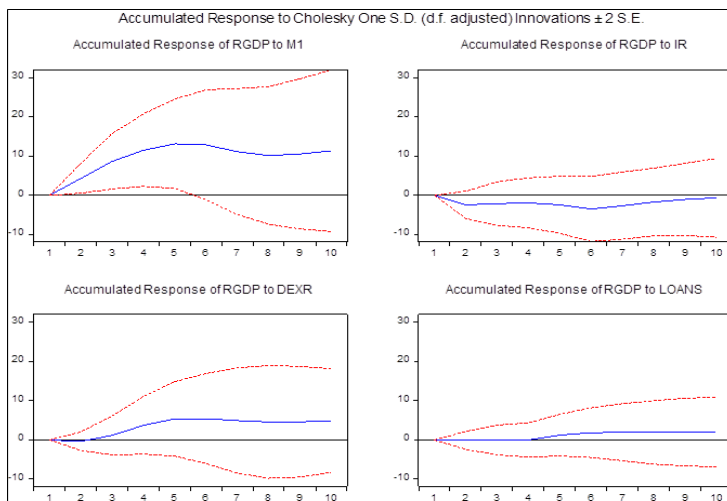 Accumulated Response to Cholesky One S.D. (d.f. adjusted) Innovations ± 2 S.E.
Accumulated Response of RGDP to M1
Accumulated Response of RGDP to IR
30
20
10
0
-10
1 2 3 4 5 6 7 8 9 10
30
20
10
0
-10
1 2 3 4 5 6 7 8 9 10
Accumulated Response of RGDP to DEXR
Accumulated Response of RGDP to LOANS
30
20
10
0
-10
1 2 3 4 5 6 7 8 9 10
30
20
10
0
-10
1 2 3 4 5 6 7 8 9 10